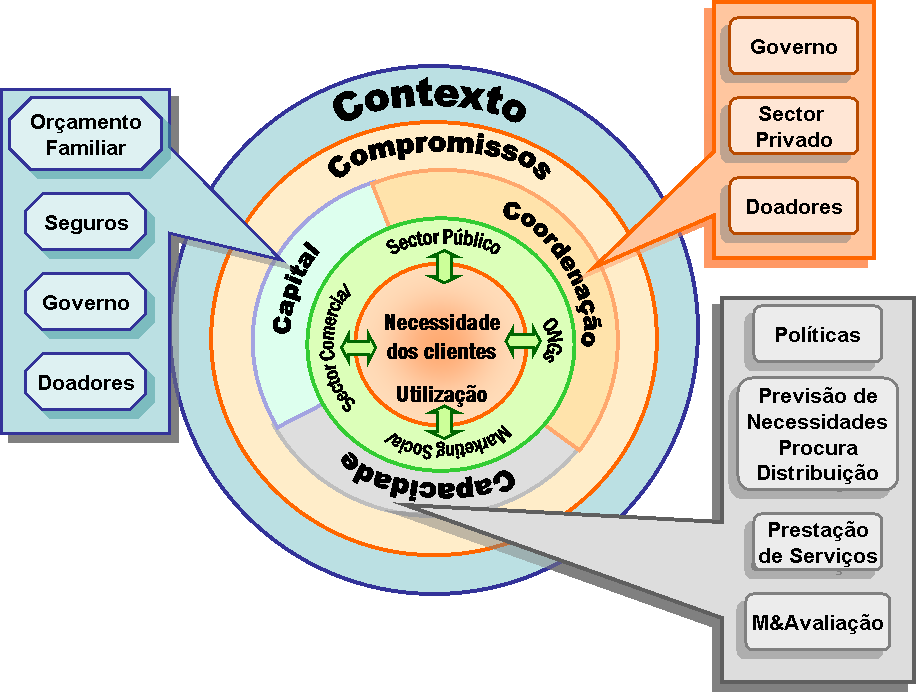 Contexto
Compromissos
Coordenação
Capital
Capacidade
Sector Público
Sector Comercial
ONGs
Marketing Social
Necessidade
dos clientes
Utilização
Orçamento
Familiar
Seguros
Governo
Doadores
Governo
Sector
Privado
Doadores
Políticas
Previsão de
Necessidades
Procura
Distribuição
Prestação
de Serviços
M&Avaliação